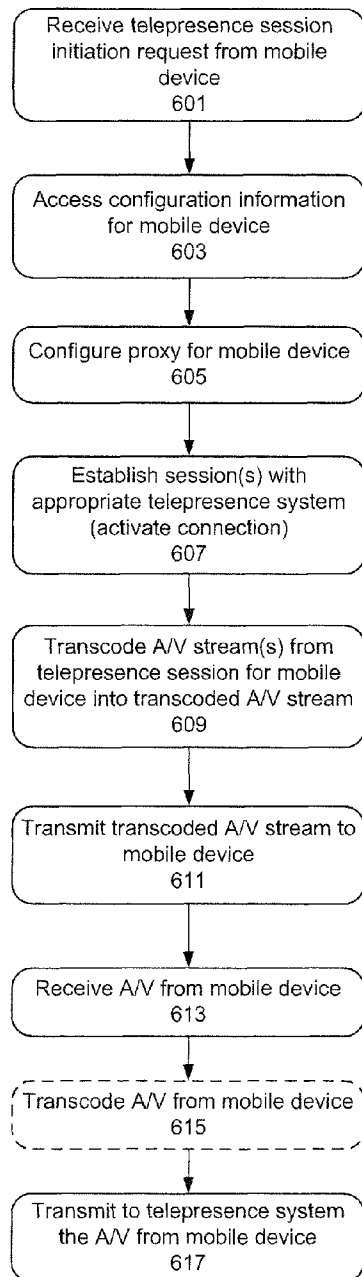 Receive telepresence session
initiation request from mobile
device
601
Access configuration information
for mobile device
603
Configure proxy for mobile device
605
Establish session(s) with
appropriate telepresence system
(activate connection)
607
Transcode A/V stream(s) from
telepresence session for mobile
device into transcoded A/V stream
609
Transmit transcoded A/V stream to
mobile device
611
Receive A/V from mobile device
613
Transcode A/V from mobile device
615
Transmit to telepresence system
the A/V from mobile device
617